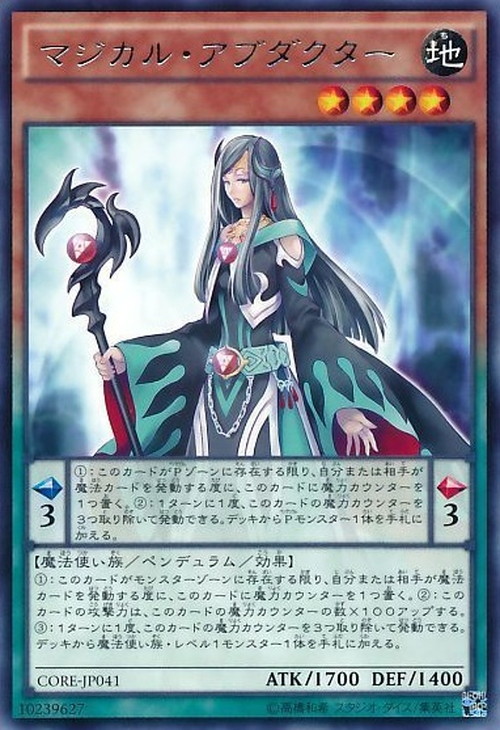 マジカル・アブダクター
地
①:このカードがPゾーンに存在する限り、自分または相手が
魔法カードを発動する度に、このカードに魔力カウンターを
1つ置く。②:1ターンに1度、このカードの魔力カウンターを
3つ取り除いて発動できる。デッキからPモンスター1体を手札に
加える。
3
3
【魔法使い族/ペンデュラム/効果】
①:このカードがモンスターゾーンに存在する限り、自分または相手が魔法
カードを発動する度に、このカードに魔力カウンターを1つ置く。②:こ
のカードの攻撃力は、このカードの魔力カウンターの数×100アップする。
③:1ターンに1度、このカードの魔力カウンターを3つ取り除いて発動できる。
デッキから魔法使い族・レベル1モンスター1体を手札に加える。
CORE-JP041
ATK/1700 DEF/1400
10239627
©高橋和希 スタジオ・ダイス/集英社